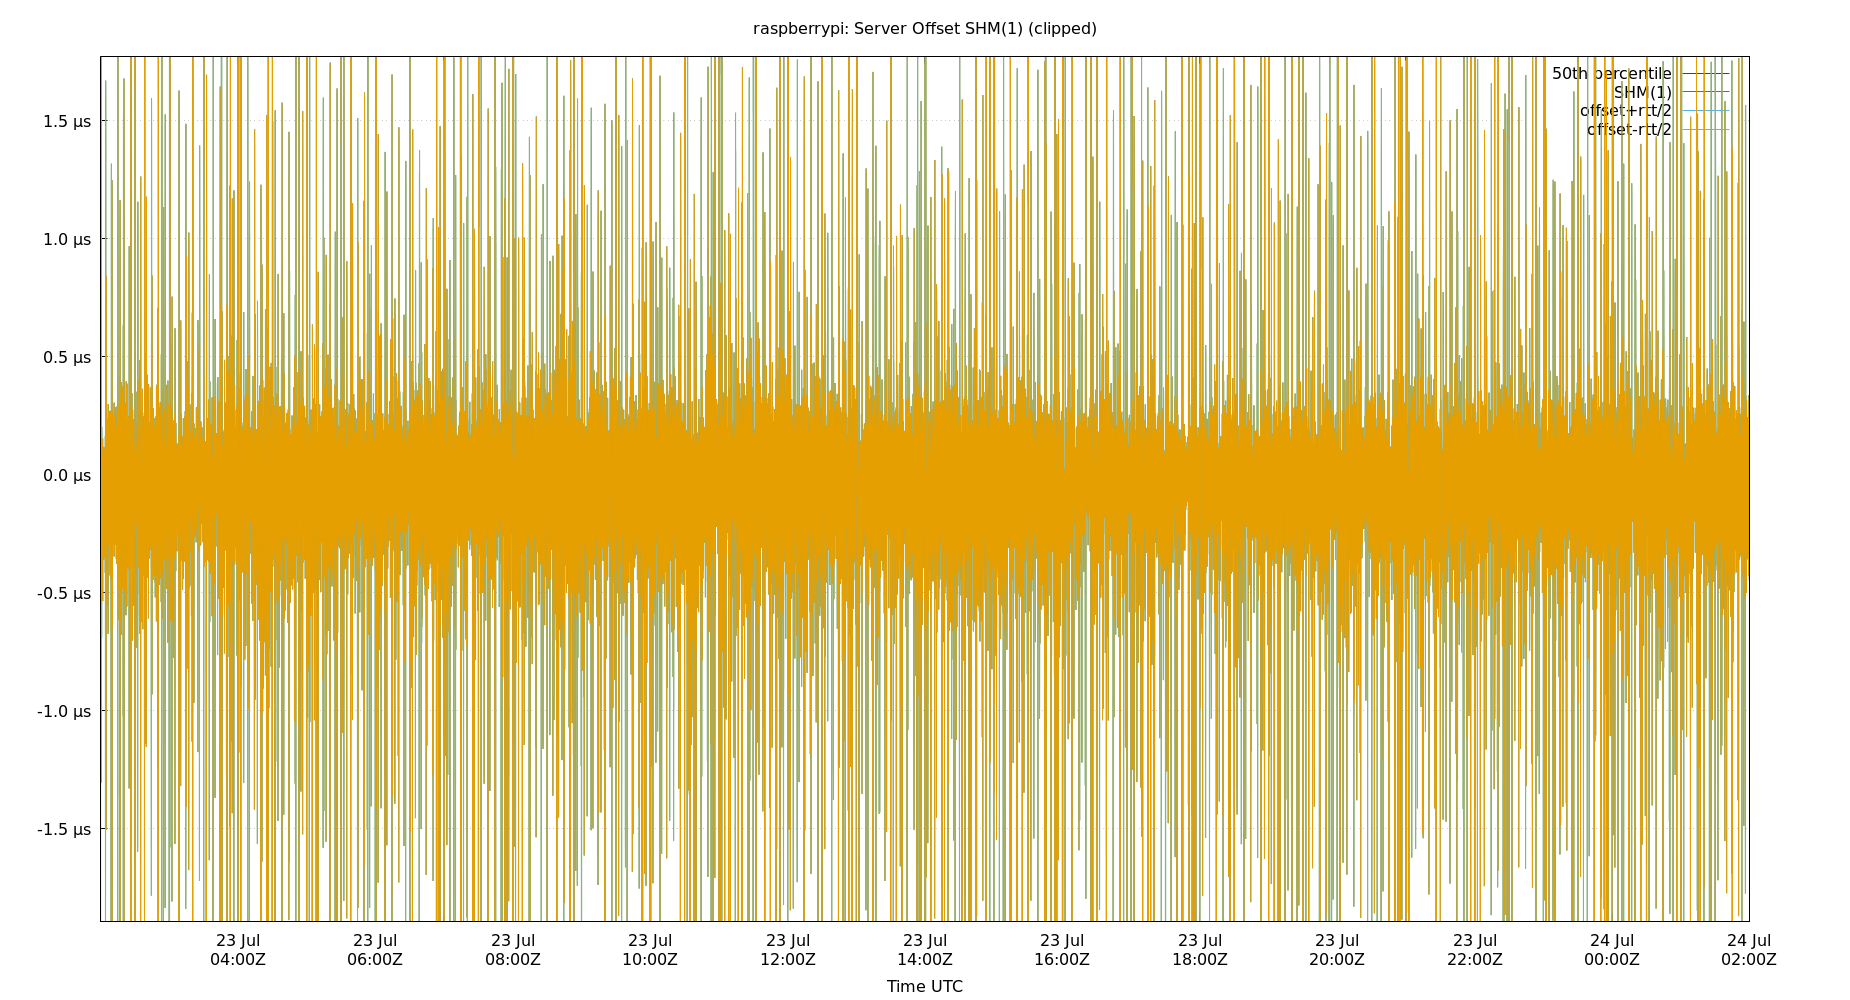 raspberrypi: Server Offset SHM(1) (clipped)
50th percentile
SHM(1)
offset+rtt/2
offset-rtt/2
1.5 µs
1.0 µs
0.5 µs
0.0 µs
-0.5 µs
-1.0 µs
-1.5 µs
23 Jul 23 Jul 23 Jul 23 Jul 23 Jul 23 Jul 23 Jul 23 Jul 23 Jul 23 Jul 24 Jul 24 Jul
04:00Z 06:00Z 08:00Z 10:00Z 12:00Z 14:00Z 16:00Z 18:00Z 20:00Z 22:00Z 00:00Z 02:00Z
Time UTC